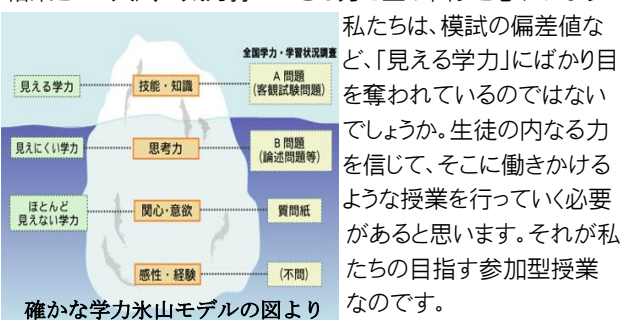 私たちは、模試の偏差値な
ど、「見える学力」にばかり目
を奪われているのではない
でしょうか。生徒の内なる力
を信じて、そこに働きかける
ような授業を行っていく必要
があると思います。それが私
たちの目指す参加型授業
なのです。
全国学力・学習状況調査
見える学力
技能・知識
A 問題
(客観試験問題)
見えにくい学力
思考力
B 問題
(論述問題等)
ほとんど
見えない学力
関心・意欲
質問紙
感性・経験
(不問)
確かな学力氷山モデルの図より